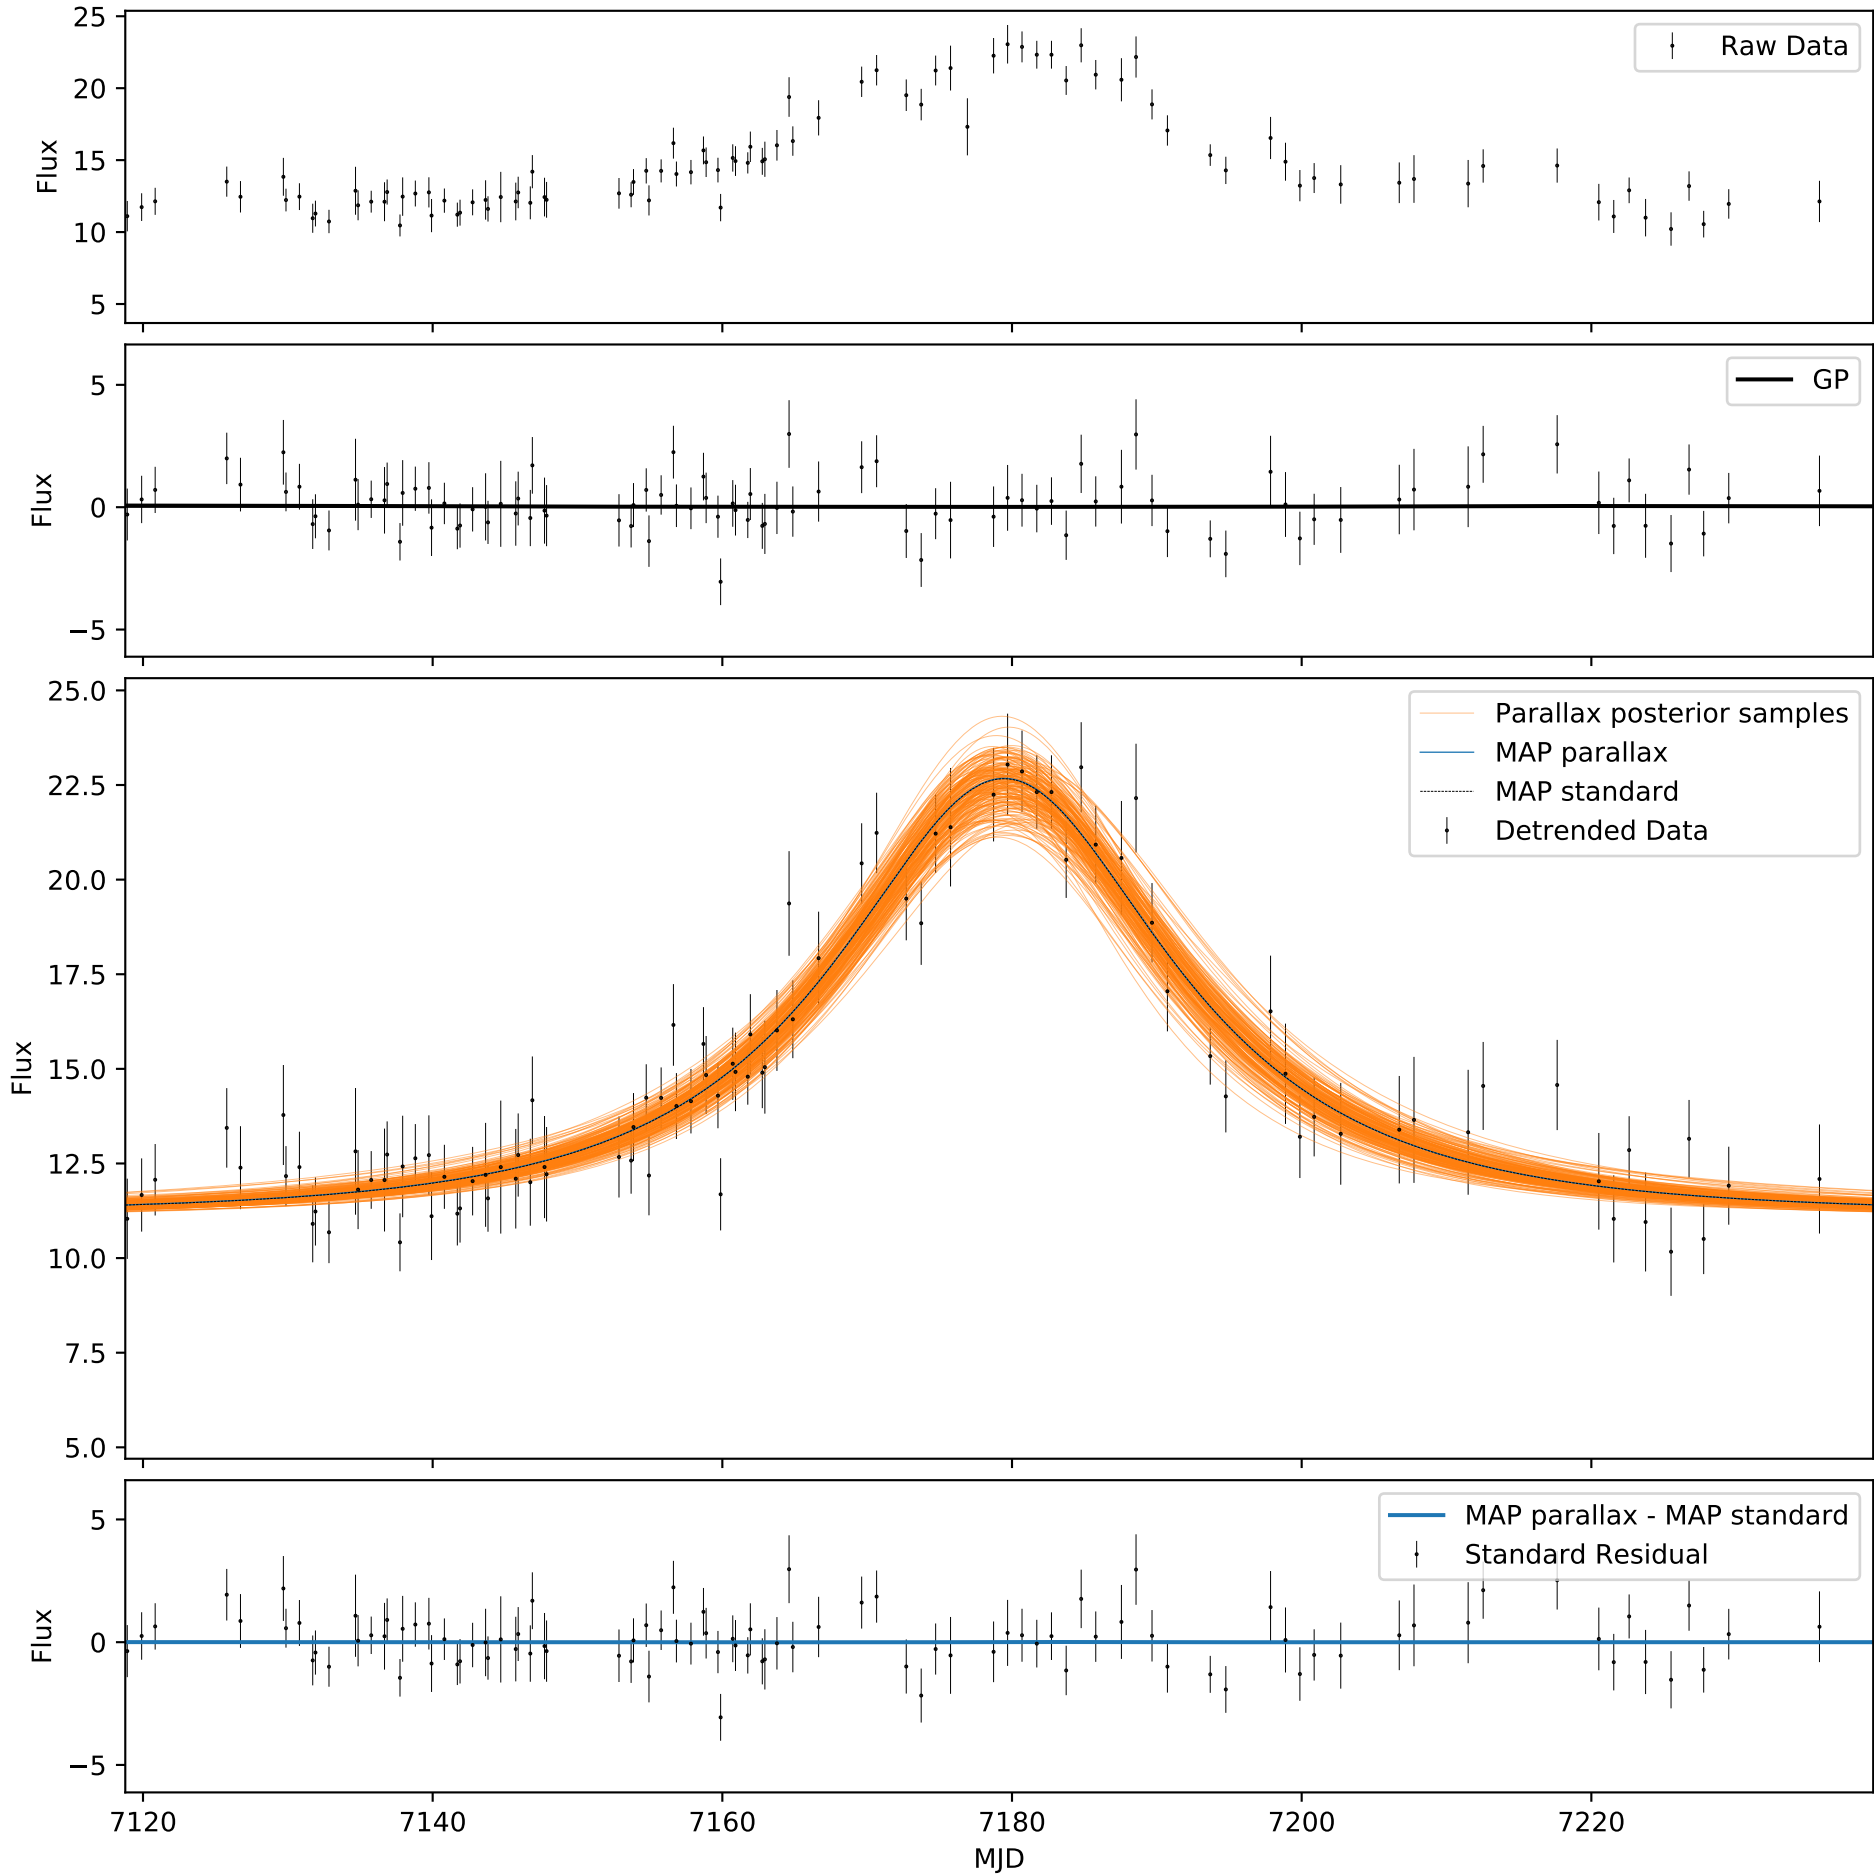 25
20
15
10
5
Flux
Raw Data
5
0
−5
Flux
GP
25.0
22.5
20.0
17.5
15.0
12.5
10.0
7.5
5.0
Flux
Parallax posterior samples
MAP parallax
MAP standard
Detrended Data
5
0
−5
Flux
MAP parallax - MAP standard
Standard Residual
7120 7140 7160 7180 7200 7220
MJD